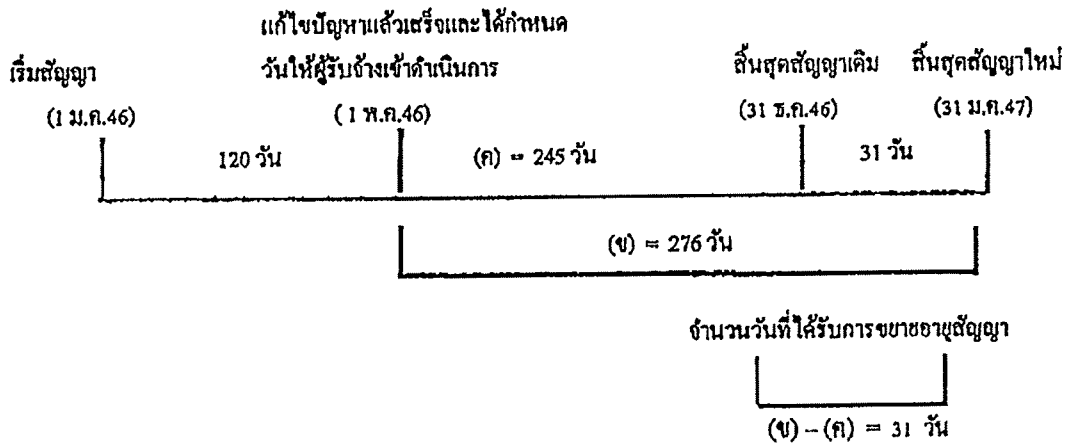 แก้ไขปัญหาแล้วเสร็จและได้กำหนด
วันให้ผู้รับจ้างเข้าดำเนินการ
เริ่มสัญญา
สิ้นสุดสัญญาเดิม
สิ้นสุดสัญญาใหม่
(1 ม.ค.46)
(1 พ.ค.46)
(31 ธ.ค.46)
(31 ม.ค.47)
120 วัน
(ค) = 245 วัน
31 วัน
(ข) = 276 วัน
จำนวนวันที่ได้รับการขยายอายุสัญญา
(ข) – (ค) = 31 วัน